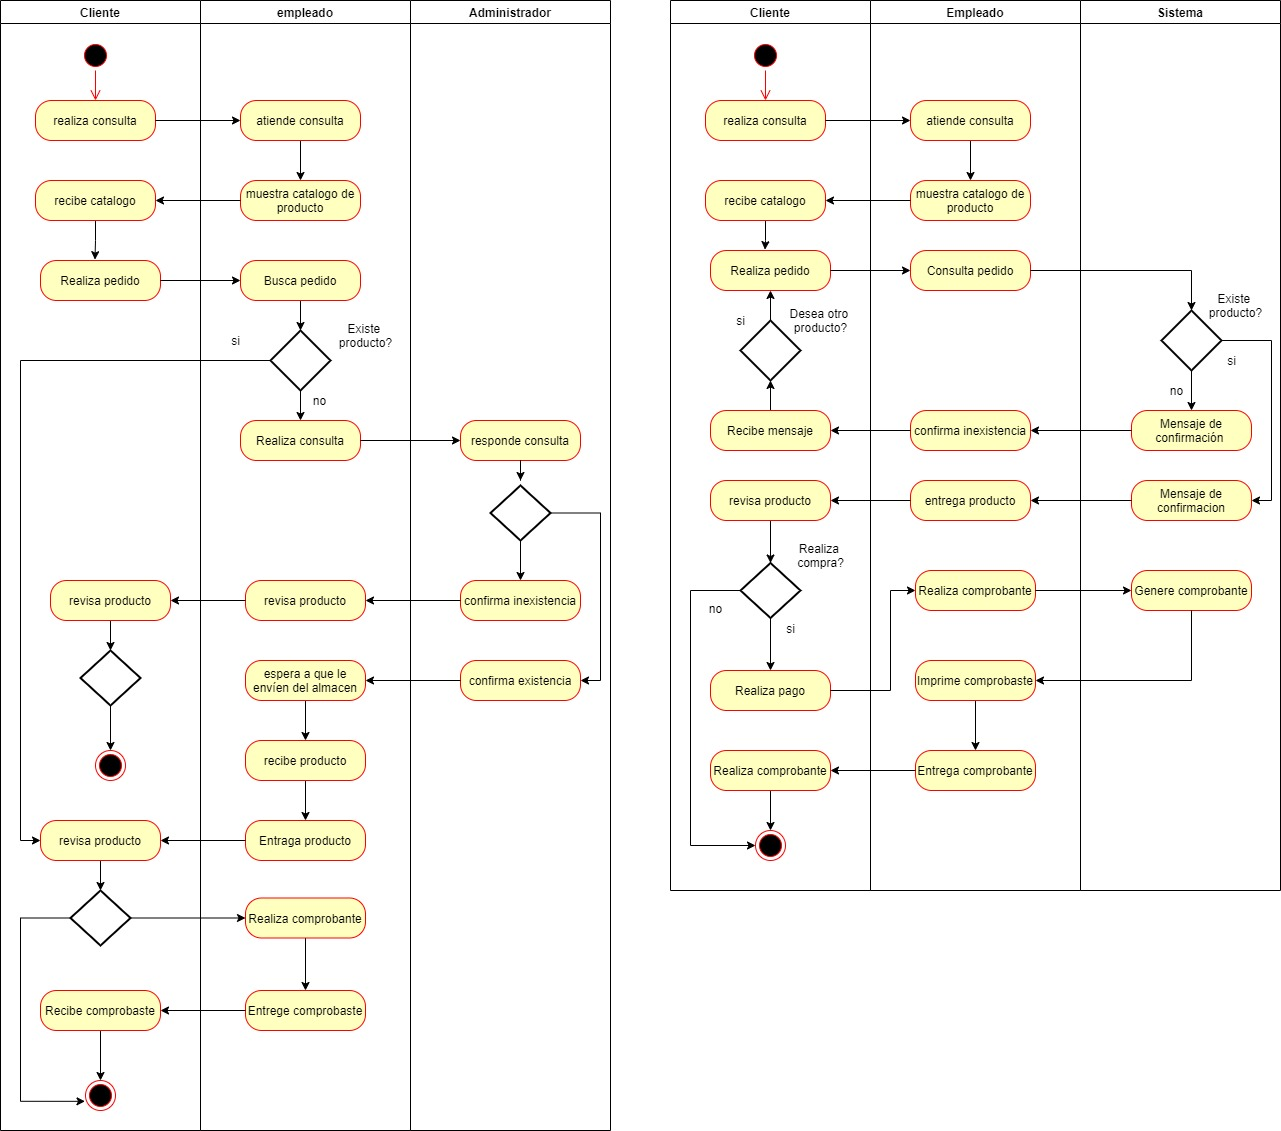 Cliente
empleado
Administrador
realiza consulta
atiende consulta
recibe catalogo
muestra catalogo de
producto
Realiza pedido
Busca pedido
Existe
producto?
si
no
Realiza consulta
responde consulta
revisa producto
revisa producto
confirma inexistencia
espera a que le
envíen del almacen
confirma existencia
recibe producto
revisa producto
Entraga producto
Realiza comprobante
Recibe comprobaste
Entrege comprobaste
Cliente
Empleado
Sistema
realiza consulta
atiende consulta
recibe catalogo
muestra catalogo de
producto
Realiza pedido
Consulta pedido
Existe
producto?
si
Desea otro
producto?
si
no
Recibe mensaje
confirma inexistencia
Mensaje de
confirmación
revisa producto
entrega producto
Mensaje de
confirmacion
Realiza
compra?
no
si
Realiza comprobante
Genere comprobante
Realiza pago
Imprime comprobaste
Realiza comprobante
Entrega comprobante